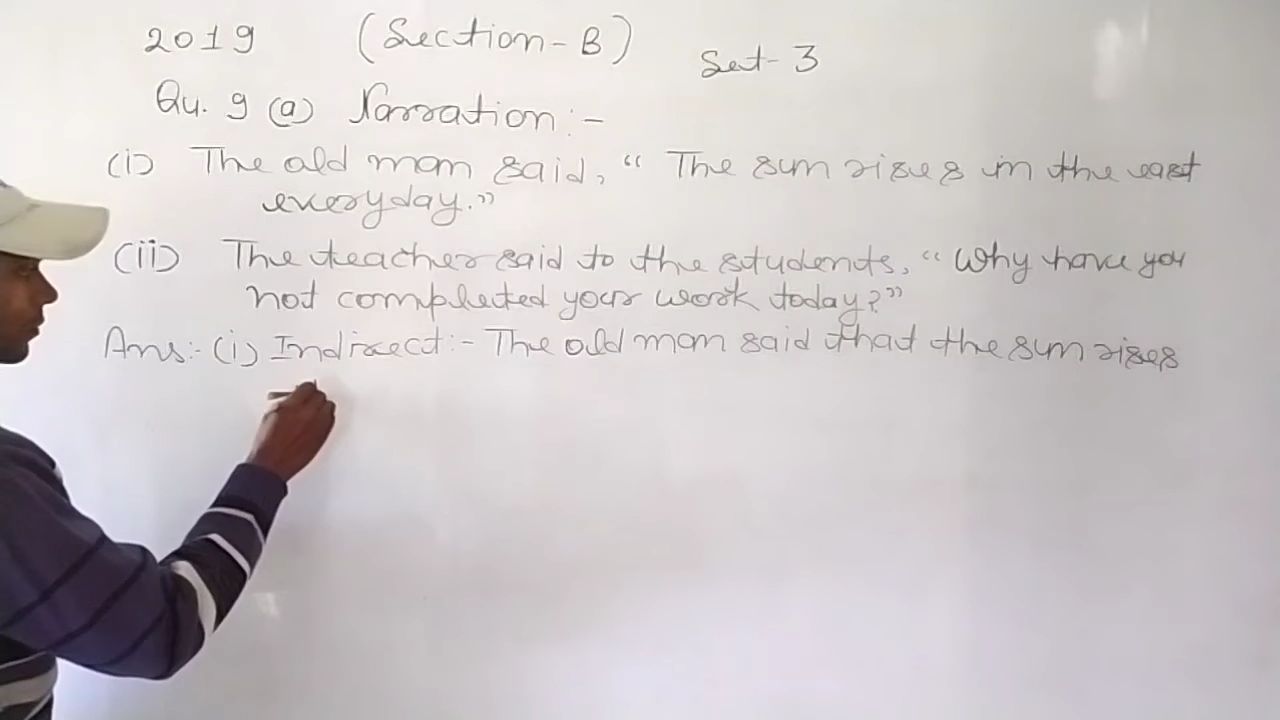 2019 (Section-B) Set-3
Qu. 9 (a) Narration:-
(i) The old man said, "The sun rises in the east
everyday."
(ii) The teacher said to the students, "Why have you
not completed your work today?"
Ans:- (i) Indirect:- The old man said that the sun rises